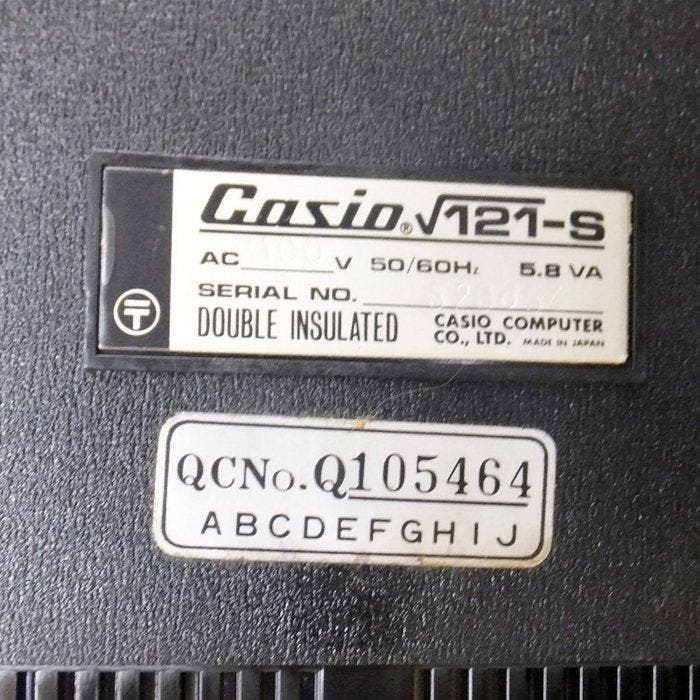 Casio® √121-S
AC 100 V 50/60Hz 5.8 VA
SERIAL NO.
DOUBLE INSULATED
CASIO COMPUTER
CO., LTD. MADE IN JAPAN
QCNo.Q105464
ABCDEFGHIJ